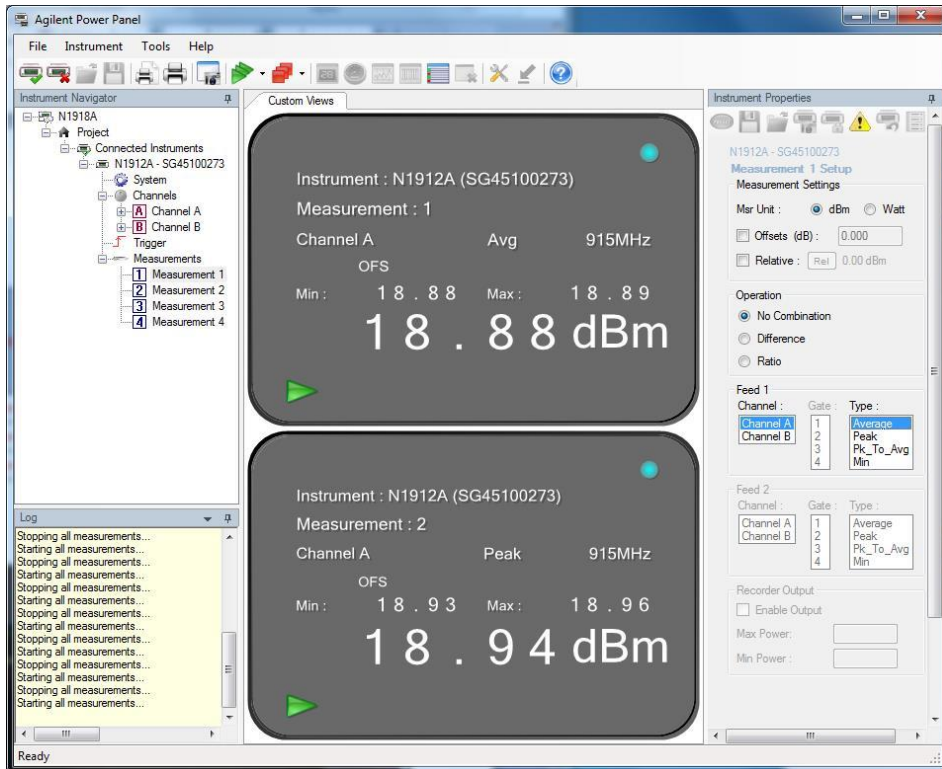 Agilent Power Panel
File Instrument Tools Help
Instrument Navigator
N1918A
Project
Connected Instruments
N1912A - SG45100273
System
Channels
A Channel A
B Channel B
Trigger
Measurements
1 Measurement 1
2 Measurement 2
3 Measurement 3
4 Measurement 4
Log
Stopping all measurements...
Starting all measurements...
Stopping all measurements...
Starting all measurements...
Stopping all measurements...
Starting all measurements...
Stopping all measurements...
Starting all measurements...
Stopping all measurements...
Starting all measurements...
Stopping all measurements...
Starting all measurements...
Stopping all measurements...
Starting all measurements...
Custom Views
Instrument : N1912A (SG45100273)
Measurement : 1
Channel A Avg 915MHz
OFS
Min : 18.88 Max : 18.89
18.88 dBm
Instrument : N1912A (SG45100273)
Measurement : 2
Channel A Peak 915MHz
OFS
Min : 18.93 Max : 18.96
18.94 dBm
Instrument Properties
N1912A - SG45100273
Measurement 1 Setup
Measurement Settings
Msr Unit : dBm Watt
Offsets (dB) : 0.000
Relative : Rel 0.00 dBm
Operation
No Combination
Difference
Ratio
Feed 1
Channel : Gate : Type :
Channel A 1 Average
Channel B 2 Peak
3 Pk_To_Avg
4 Min
Feed 2
Channel : Gate : Type :
Channel A 1 Average
Channel B 2 Peak
3 Pk_To_Avg
4 Min
Recorder Output
Enable Output
Max Power:
Min Power :
Ready